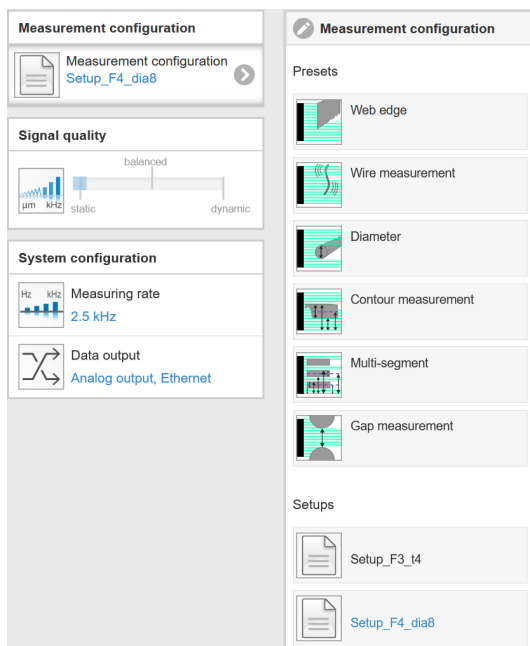 Measurement configuration
Measurement configuration
Setup_F4_dia8
Signal quality
balanced
µm kHz
static
dynamic
System configuration
Hz kHz
Measuring rate
2.5 kHz
Data output
Analog output, Ethernet
Measurement configuration
Presets
Web edge
Wire measurement
Diameter
Contour measurement
Multi-segment
Gap measurement
Setups
Setup_F3_t4
Setup_F4_dia8